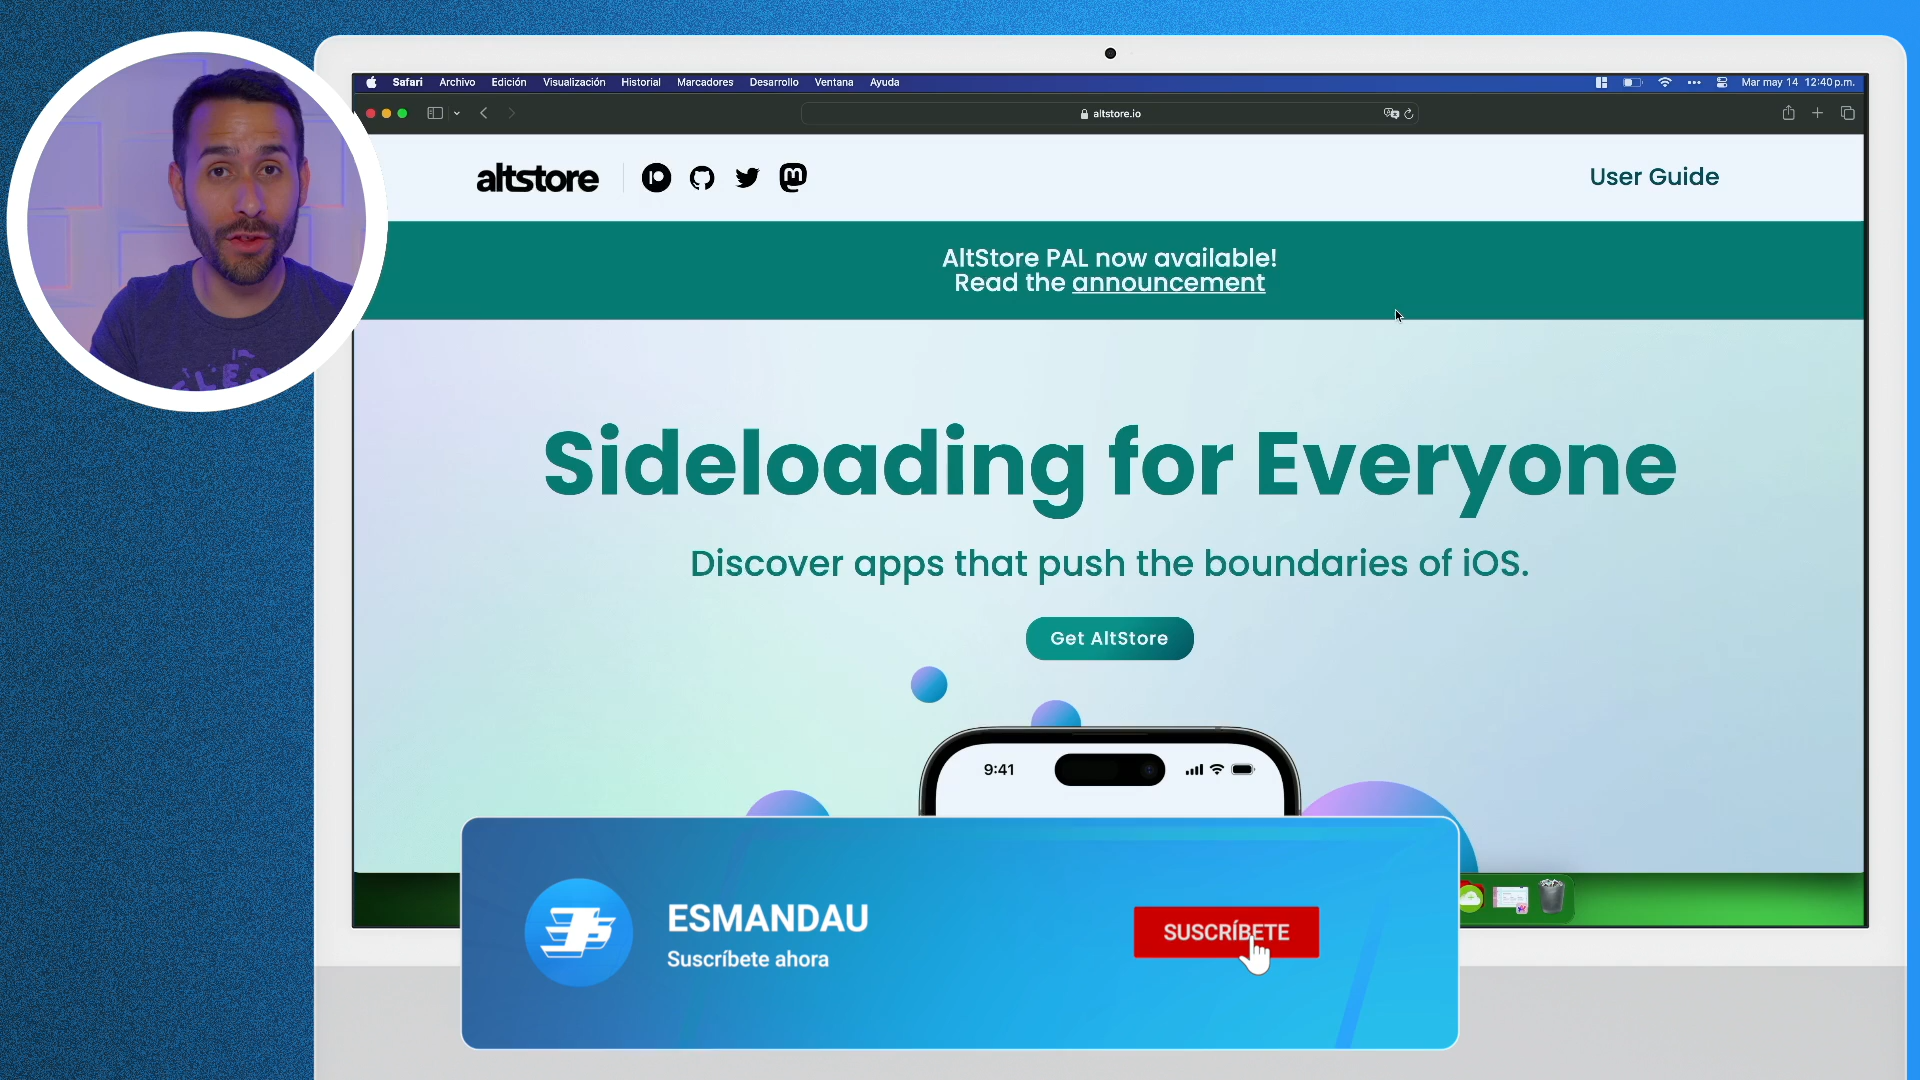 Safari Archivo Edición Visualización Historial Marcadores Desarrollo Ventana Ayuda
Mar may 14 12:40 p.m.
altstore.io
altstore
User Guide
AltStore PAL now available!
Read the announcement
Sideloading for Everyone
Discover apps that push the boundaries of iOS.
Get AltStore
9:41
ESMANDAU
Suscríbete ahora
SUSCRÍBETE